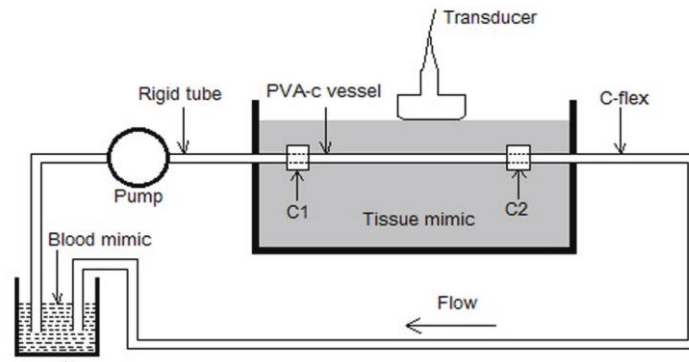 Transducer
Rigid tube
PVA-c vessel
C-flex
Pump
C1
C2
Tissue mimic
Blood mimic
Flow